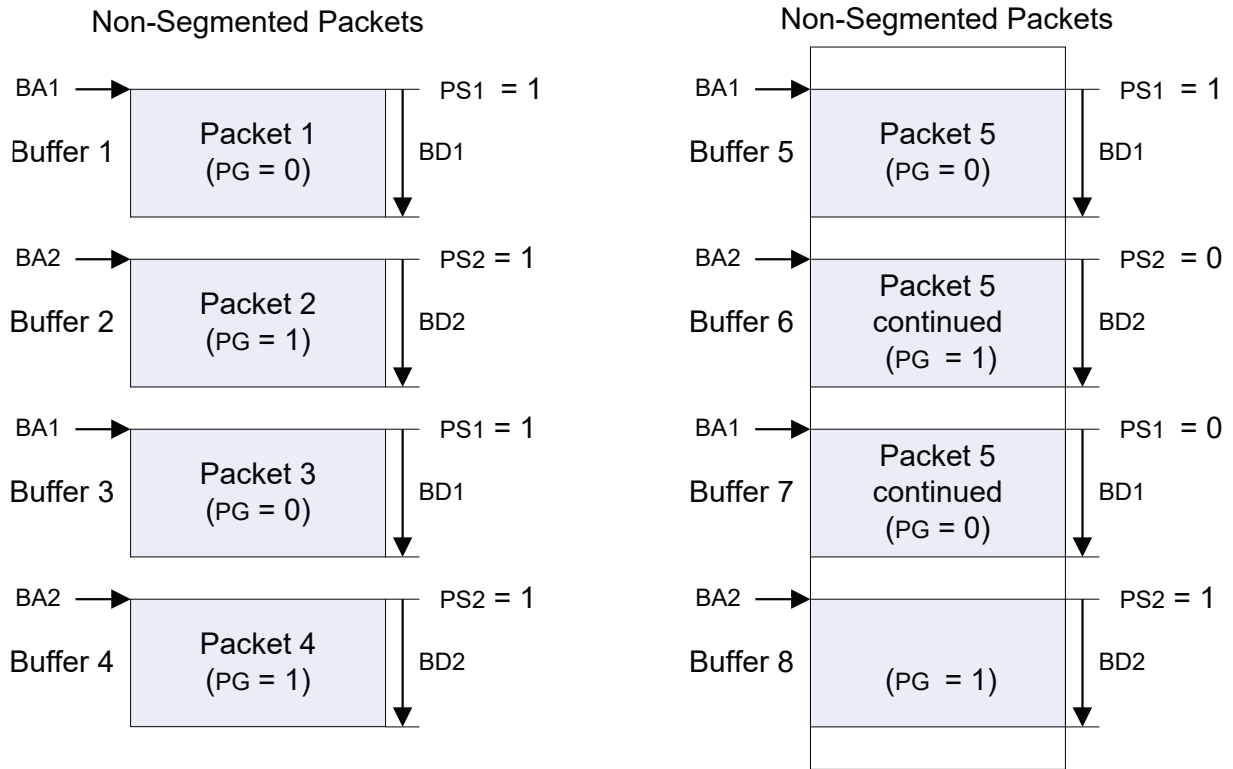 Non-Segmented Packets
BA1
PS1 = 1
Packet 1
(PG = 0)
Buffer 1
BD1
BA2
PS2 = 1
Packet 2
(PG = 1)
Buffer 2
BD2
BA1
PS1 = 1
Packet 3
(PG = 0)
Buffer 3
BD1
BA2
PS2 = 1
Packet 4
(PG = 1)
Buffer 4
BD2
Non-Segmented Packets
BA1
PS1 = 1
Packet 5
(PG = 0)
Buffer 5
BD1
BA2
PS2 = 0
Packet 5
continued
(PG = 1)
Buffer 6
BD2
BA1
PS1 = 0
Packet 5
continued
(PG = 0)
Buffer 7
BD1
BA2
PS2 = 1
Buffer 8
(PG = 1)
BD2